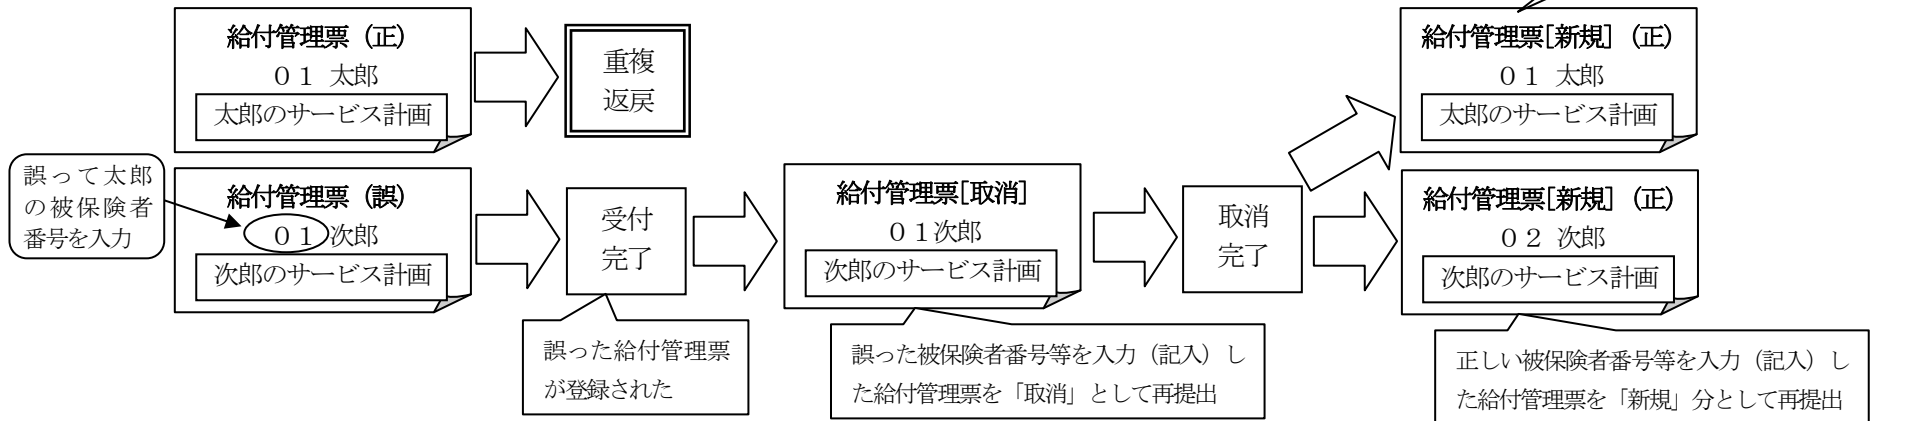 給付管理票（正）
０１ 太郎
太郎のサービス計画
重複
返戻
給付管理票[新規]（正）
０１ 太郎
太郎のサービス計画
誤って太郎
の被保険者
番号を入力
給付管理票（誤）
０１次郎
次郎のサービス計画
受付
完了
給付管理票[取消]
０１次郎
次郎のサービス計画
取消
完了
給付管理票[新規]（正）
０２ 次郎
次郎のサービス計画
誤った給付管理票
が登録された
誤った被保険者番号等を入力（記入）し
た給付管理票を「取消」として再提出
正しい被保険者番号等を入力（記入）し
た給付管理票を「新規」分として再提出